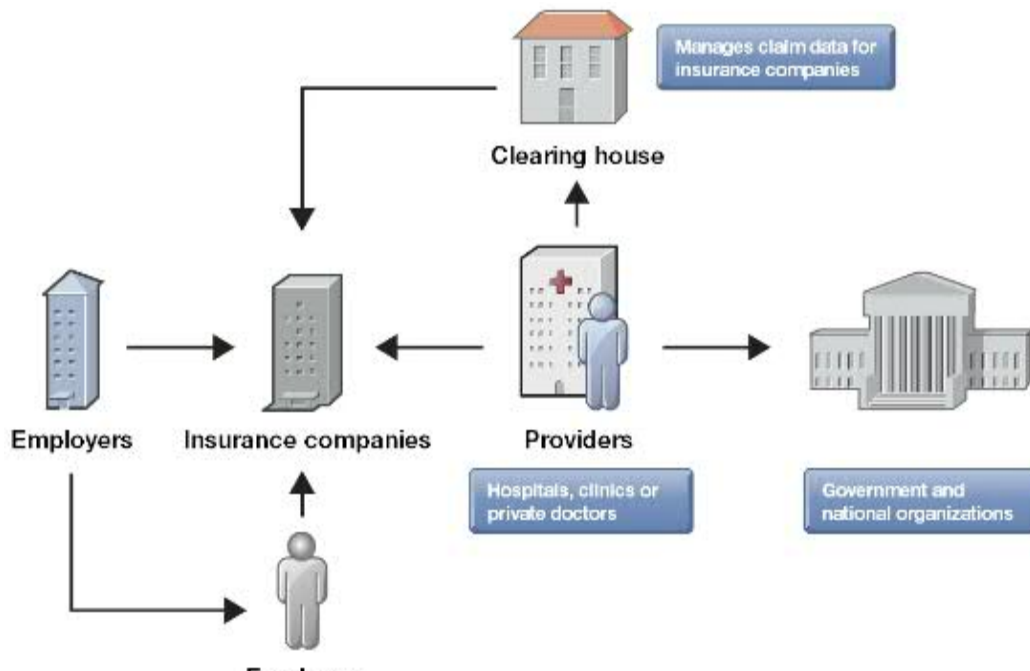 Manages claim data for
insurance companies
Clearing house
Employers
Insurance companies
Providers
Hospitals, clinics or
private doctors
Government and
national organizations